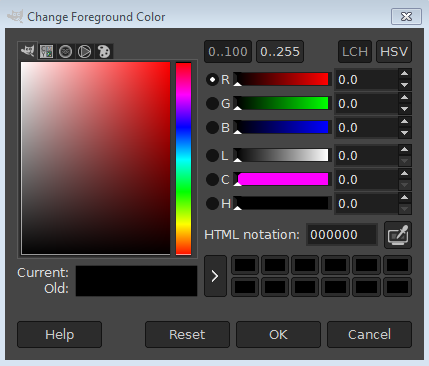 Change Foreground Color
0..100 0..255 LCH HSV
R 0.0
G 0.0
B 0.0
L 0.0
C 0.0
H 0.0
HTML notation: 000000
Current:
Old:
Help Reset OK Cancel